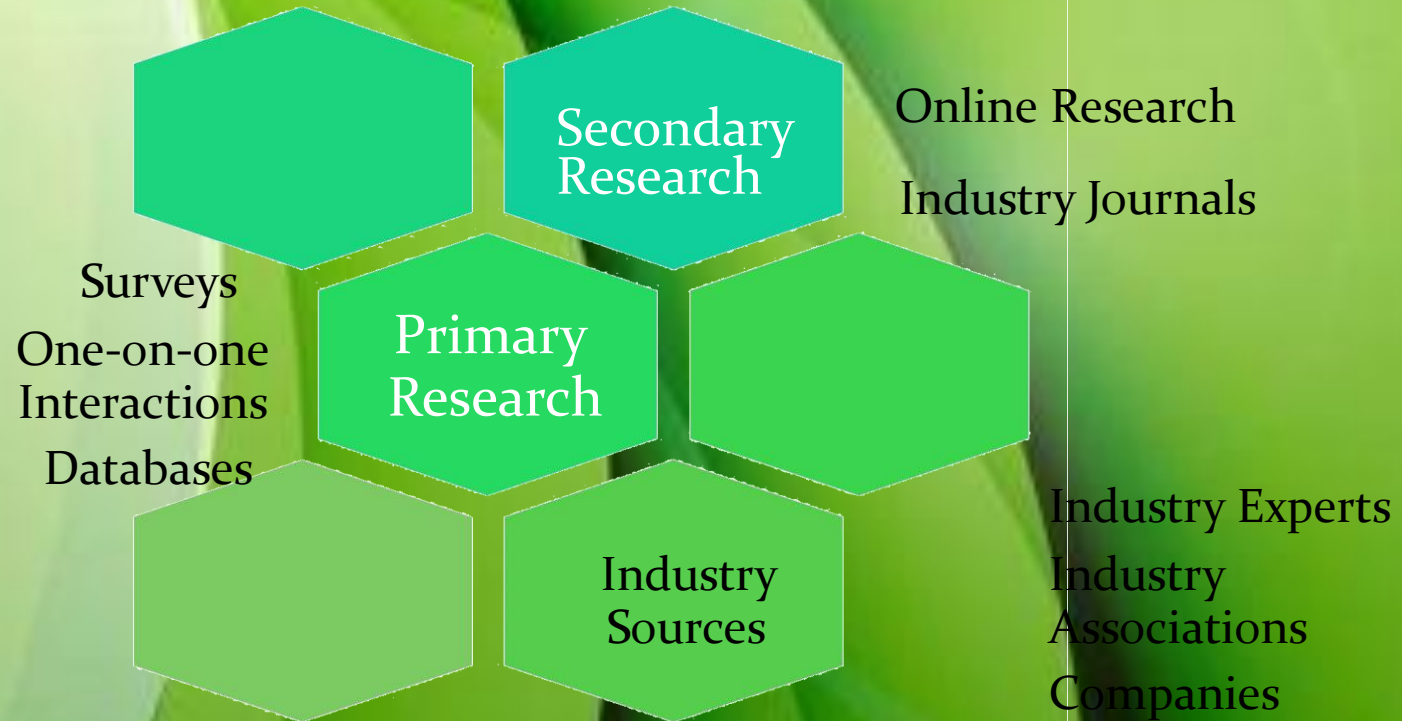 Secondary
Research
Online Research
Industry Journals
Surveys
One-on-one
Interactions
Databases
Primary
Research
Industry
Sources
Industry Experts
Industry
Associations
Companies